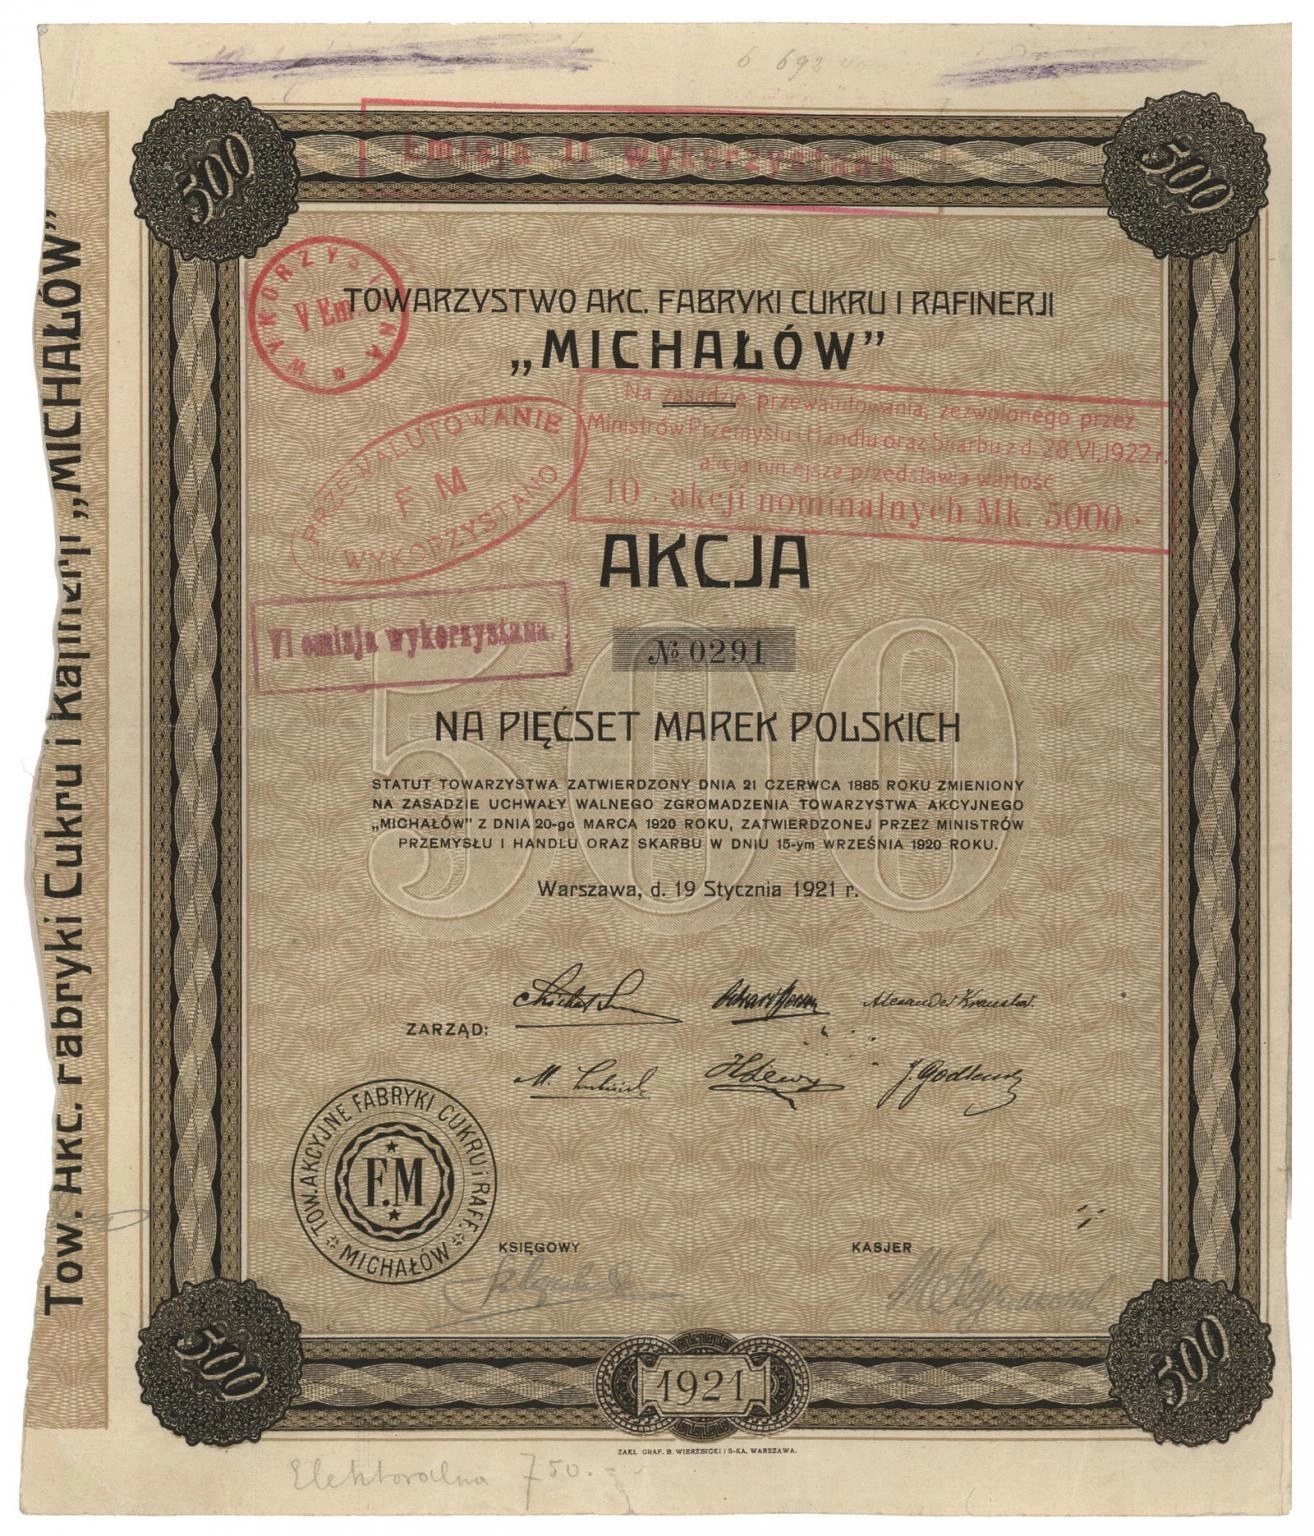 6 692
500
500
Emisja II wykorzystana
WYKORZYSTANA
V Em.
TOWARZYSTWO AKC. FABRYKI CUKRU I RAFINERJI
„MICHAŁÓW”
Na zasadzie przewalutowania, zezwolonego przez
Ministrów Przemysłu i Handlu oraz Skarbu z d. 28.VI.1922 r.
akcja niniejsza przedstawia wartość
10 · akcji nominalnych Mk. 5000 ·
PRZEWALUTOWANIE
F M
WYKORZYSTANO
AKCJA
VI emisja wykorzystana
№ 0291
500
NA PIĘĆSET MAREK POLSKICH
STATUT TOWARZYSTWA ZATWIERDZONY DNIA 21 CZERWCA 1885 ROKU ZMIENIONY
NA ZASADZIE UCHWAŁY WALNEGO ZGROMADZENIA TOWARZYSTWA AKCYJNEGO
„MICHAŁÓW” Z DNIA 20-go MARCA 1920 ROKU, ZATWIERDZONEJ PRZEZ MINISTRÓW
PRZEMYSŁU I HANDLU ORAZ SKARBU W DNIU 15-ym WRZEŚNIA 1920 ROKU.
Warszawa, d. 19 Stycznia 1921 r.
ZARZĄD:
TOW. AKCYJNE FABRYKI CUKRU i RAFF.
F.M
MICHAŁÓW
KSIĘGOWY
KASJER
500
500
1921
ZAKŁ. GRAF. B. WIERZBICKI i S-KA, WARSZAWA.
Elektoralna 750.-
Tow. Akc. Fabryki Cukru i Rafinerji „MICHAŁÓW”